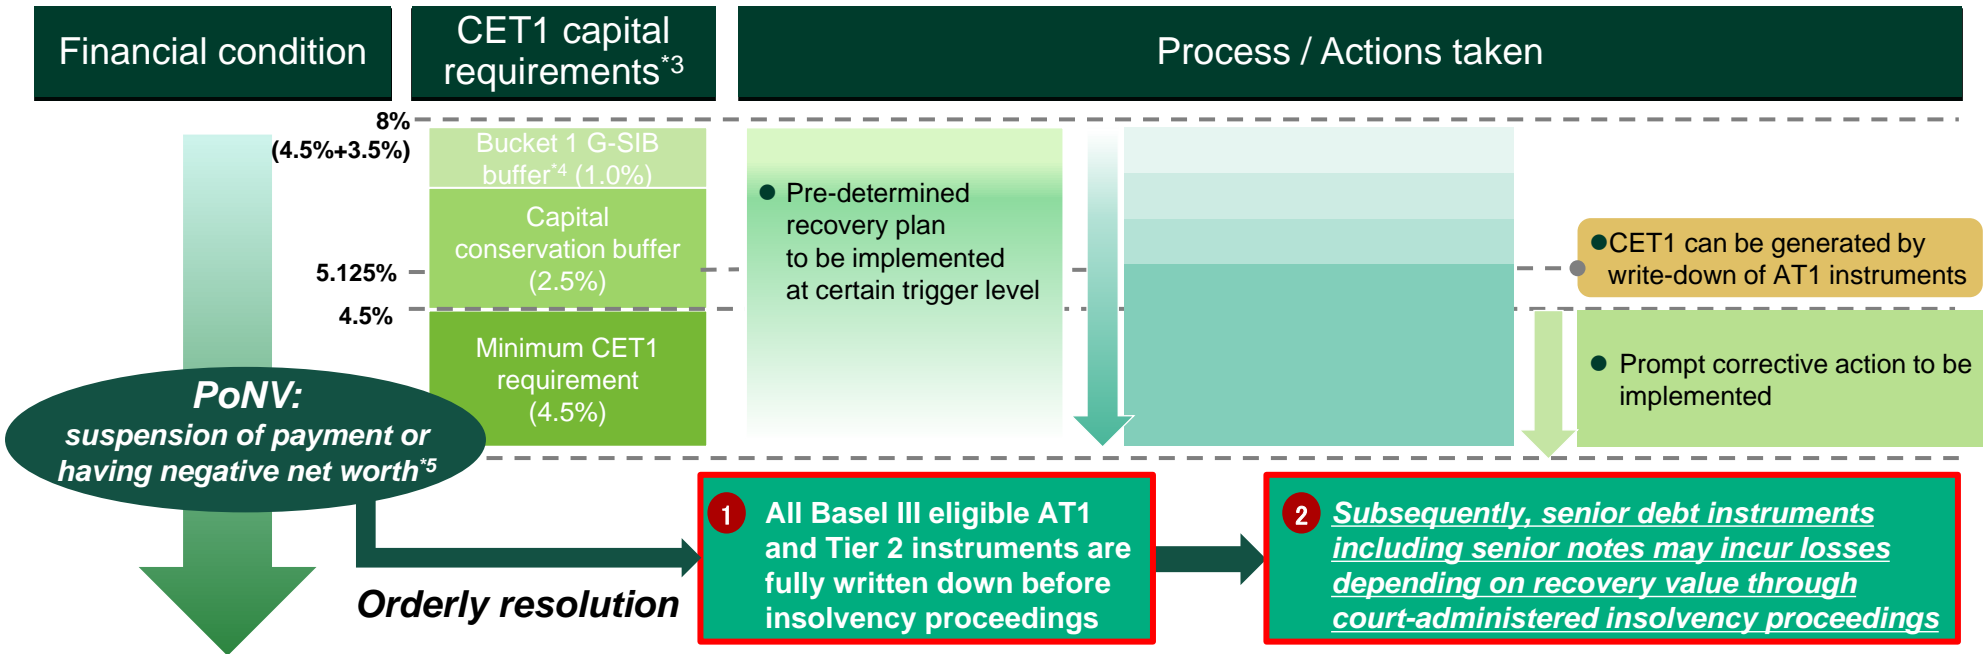 Financial condition
CET1 capital
requirements*3
Process / Actions taken
8%
(4.5%+3.5%)
Bucket 1 G-SIB
buffer*4 (1.0%)
Capital
conservation buffer
(2.5%)
5.125%
4.5%
Minimum CET1
requirement
(4.5%)
● Pre-determined
recovery plan
to be implemented
at certain trigger level
●CET1 can be generated by
write-down of AT1 instruments
● Prompt corrective action to be
implemented
PoNV:
suspension of payment or
having negative net worth*5
Orderly resolution
1 All Basel III eligible AT1
and Tier 2 instruments are
fully written down before
insolvency proceedings
2 Subsequently, senior debt instruments
including senior notes may incur losses
depending on recovery value through
court-administered insolvency proceedings